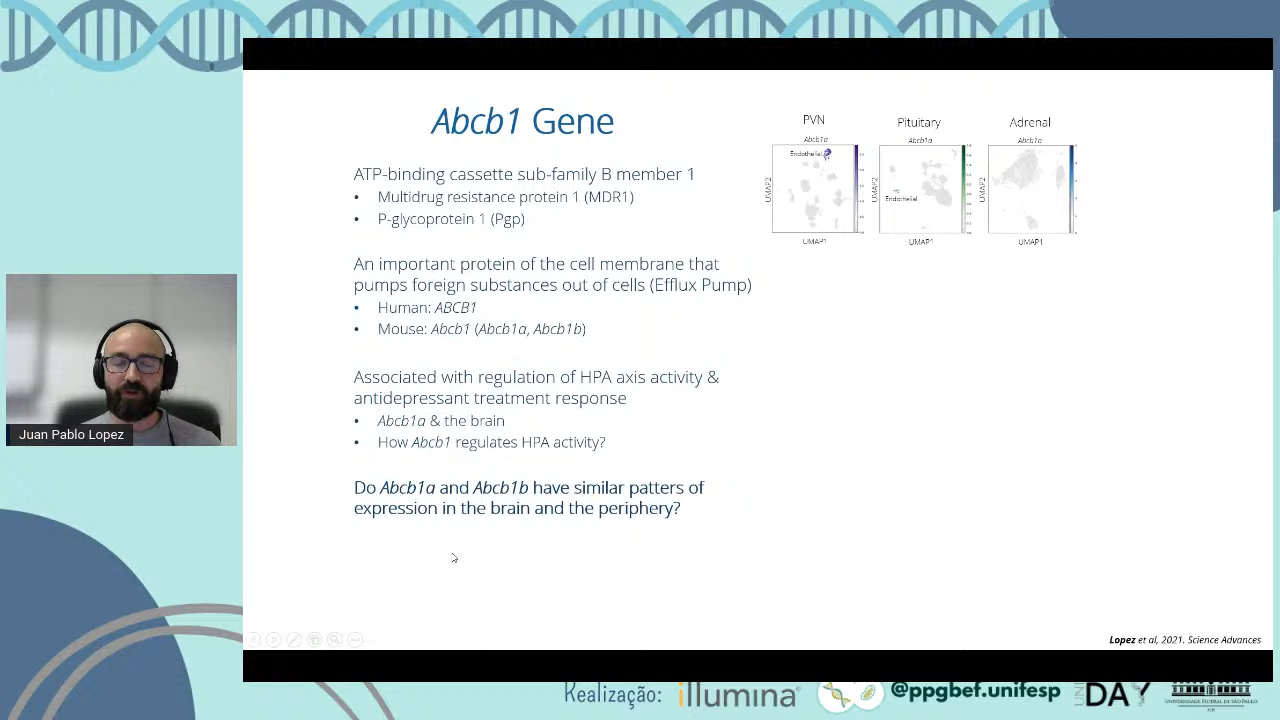 Abcb1 Gene
ATP-binding cassette sub-family B member 1
• Multidrug resistance protein 1 (MDR1)
• P-glycoprotein 1 (Pgp)
An important protein of the cell membrane that
pumps foreign substances out of cells (Efflux Pump)
• Human: ABCB1
• Mouse: Abcb1 (Abcb1a, Abcb1b)
Associated with regulation of HPA axis activity &
antidepressant treatment response
• Abcb1a & the brain
• How Abcb1 regulates HPA activity?
Do Abcb1a and Abcb1b have similar patters of
expression in the brain and the periphery?
PVN
Abcb1a
Endothelial
UMAP2
UMAP1
Pituitary
Abcb1a
Endothelial
UMAP2
UMAP1
Adrenal
Abcb1a
UMAP2
UMAP1
Lopez et al, 2021. Science Advances
Juan Pablo Lopez
Realização: illumina
@ppgbef.unifesp
DAY